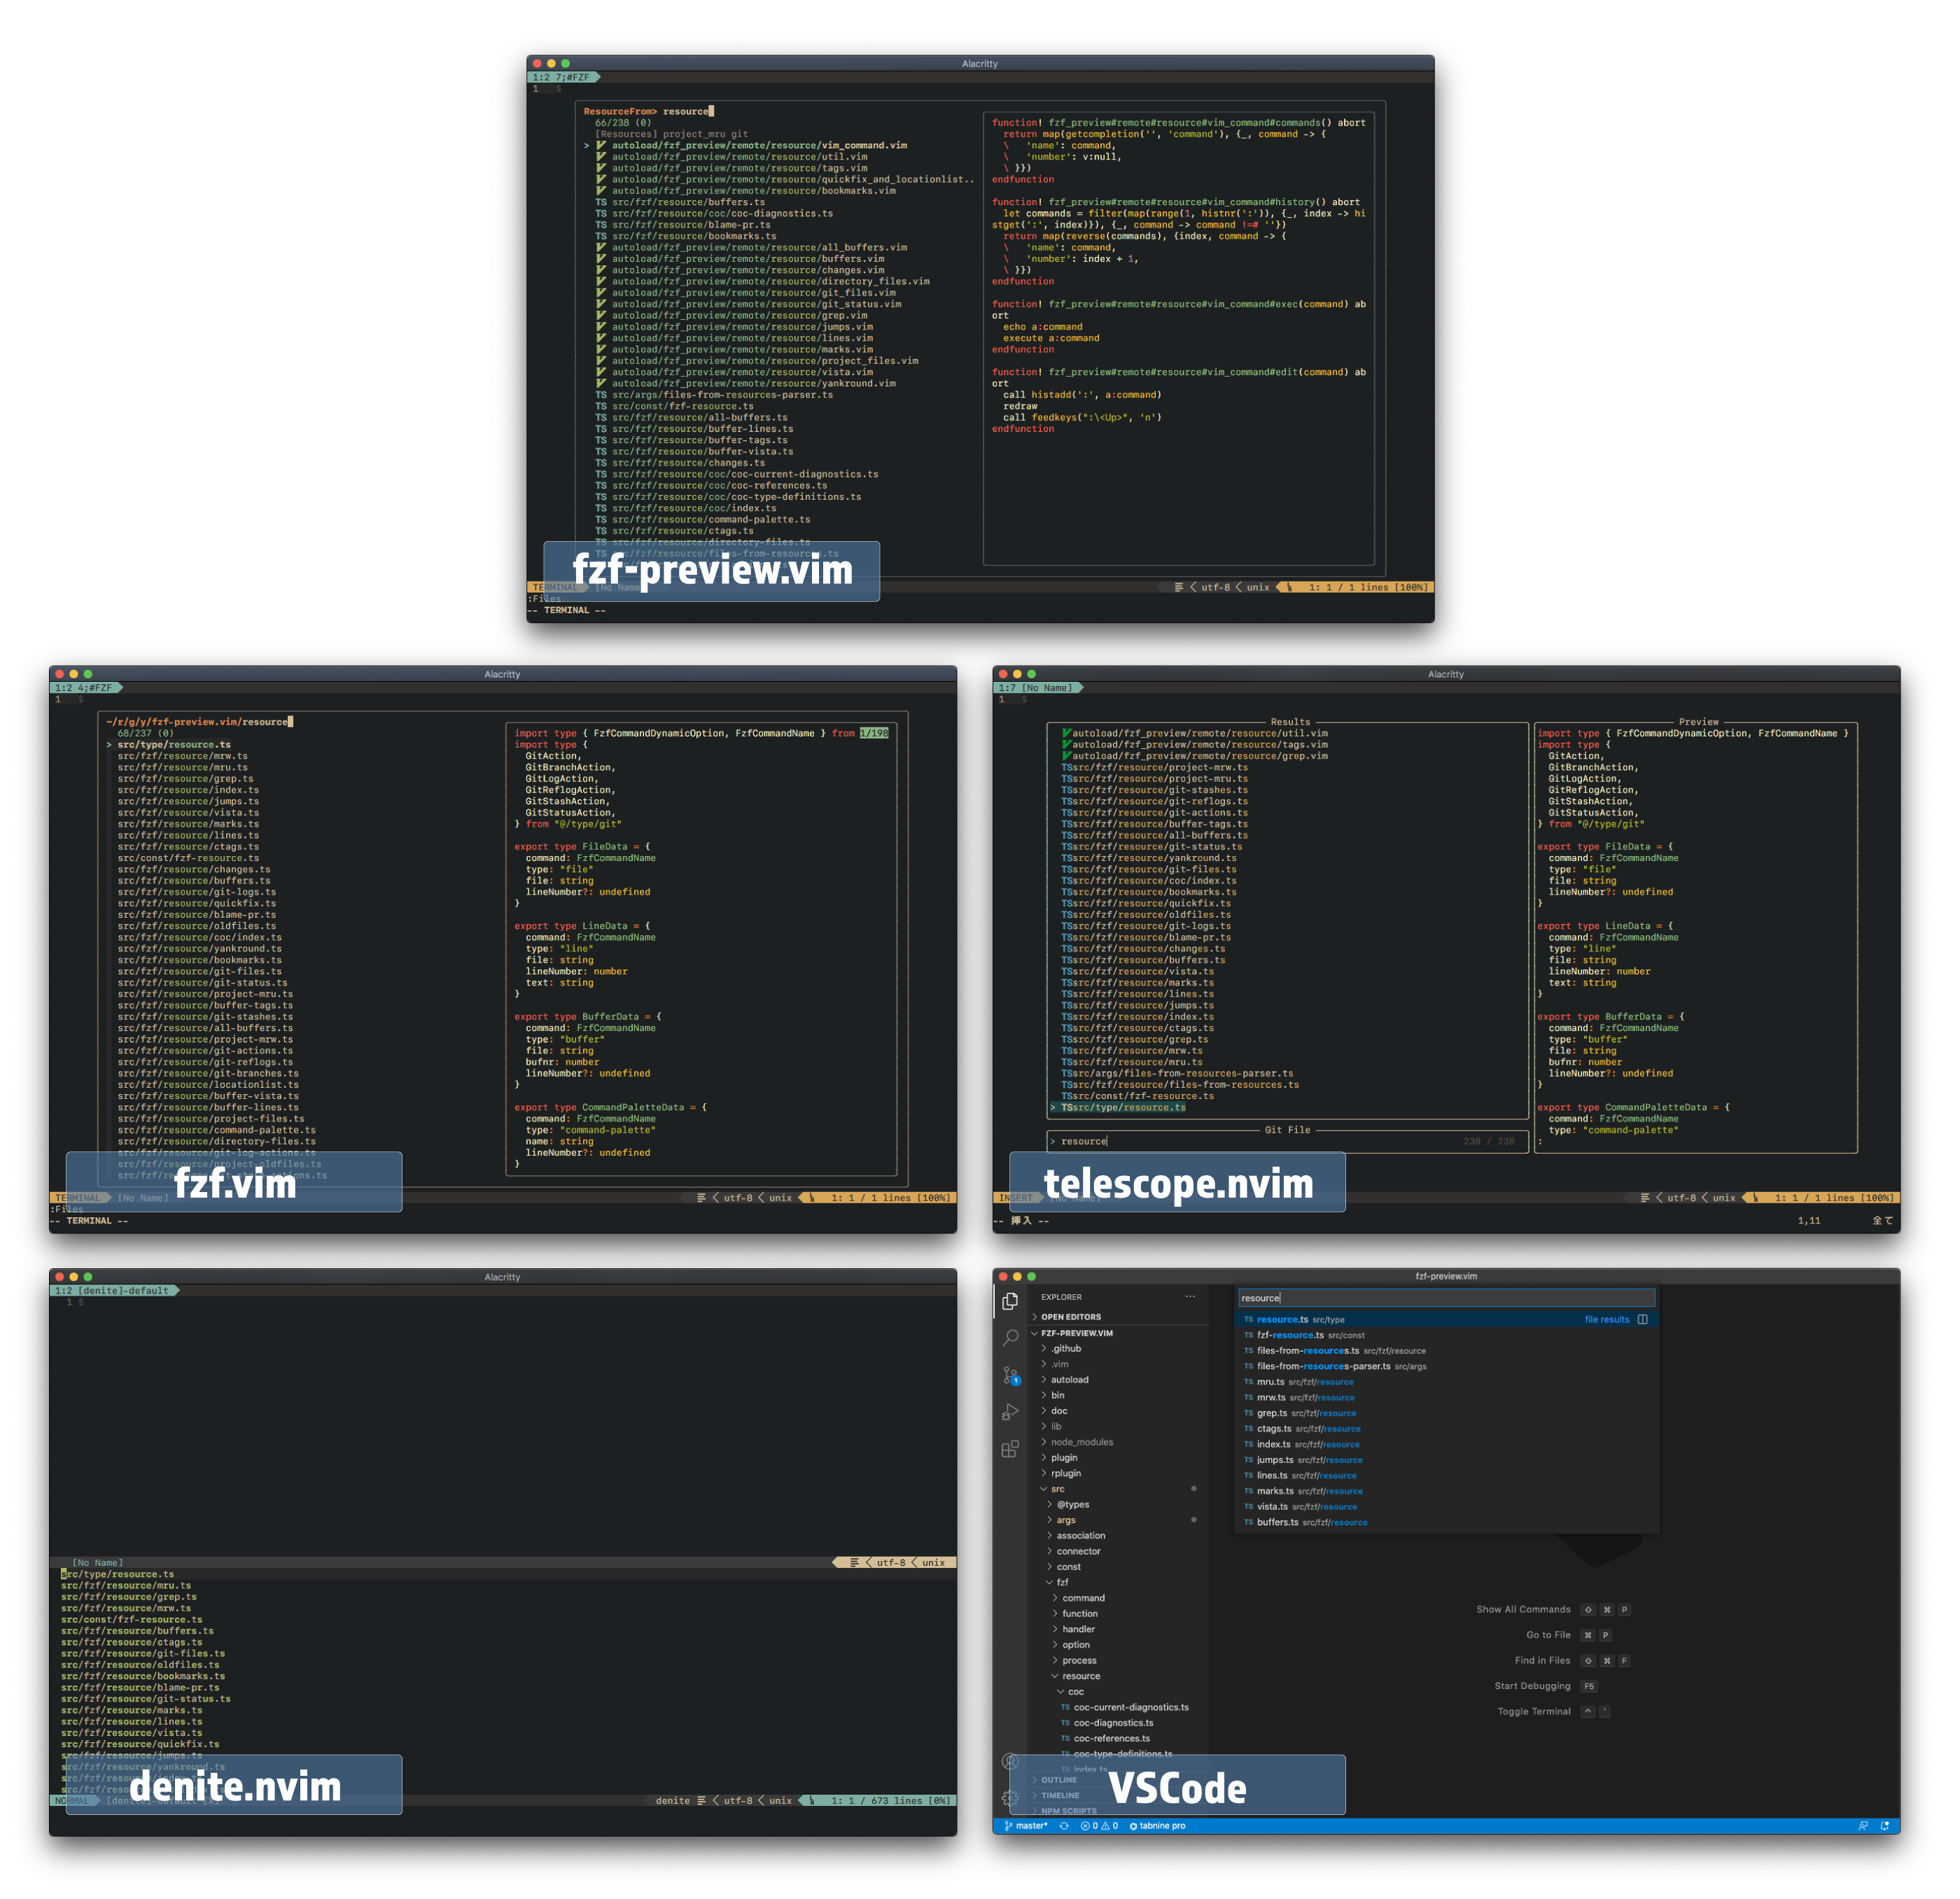 Alacritty
1:2 7;#FZF
1 $
ResourceFrom> resource
66/238 (0)
[Resources] project_mru git
> autoload/fzf_preview/remote/resource/vim_command.vim
autoload/fzf_preview/remote/resource/util.vim
autoload/fzf_preview/remote/resource/tags.vim
autoload/fzf_preview/remote/resource/quickfix_and_locationlist..
autoload/fzf_preview/remote/resource/bookmarks.vim
TS src/fzf/resource/buffers.ts
TS src/fzf/resource/coc/coc-diagnostics.ts
TS src/fzf/resource/blame-pr.ts
TS src/fzf/resource/bookmarks.ts
autoload/fzf_preview/remote/resource/all_buffers.vim
autoload/fzf_preview/remote/resource/buffers.vim
autoload/fzf_preview/remote/resource/changes.vim
autoload/fzf_preview/remote/resource/directory_files.vim
autoload/fzf_preview/remote/resource/git_files.vim
autoload/fzf_preview/remote/resource/git_status.vim
autoload/fzf_preview/remote/resource/grep.vim
autoload/fzf_preview/remote/resource/jumps.vim
autoload/fzf_preview/remote/resource/lines.vim
autoload/fzf_preview/remote/resource/marks.vim
autoload/fzf_preview/remote/resource/project_files.vim
autoload/fzf_preview/remote/resource/vista.vim
autoload/fzf_preview/remote/resource/yankround.vim
TS src/args/files-from-resources-parser.ts
TS src/const/fzf-resource.ts
TS src/fzf/resource/all-buffers.ts
TS src/fzf/resource/buffer-lines.ts
TS src/fzf/resource/buffer-tags.ts
TS src/fzf/resource/buffer-vista.ts
TS src/fzf/resource/changes.ts
TS src/fzf/resource/coc/coc-current-diagnostics.ts
TS src/fzf/resource/coc/coc-references.ts
TS src/fzf/resource/coc/coc-type-definitions.ts
TS src/fzf/resource/coc/index.ts
TS src/fzf/resource/command-palette.ts
TS src/fzf/resource/ctags.ts
TS src/fzf/resource/directory-files.ts
TS src/fzf/resource/files-from-resources.ts
function! fzf_preview#remote#resource#vim_command#commands() abort
return map(getcompletion('', 'command'), {_, command -> {
\ 'name': command,
\ 'number': v:null,
\ }})
endfunction
function! fzf_preview#remote#resource#vim_command#history() abort
let commands = filter(map(range(1, histnr(':')), {_, index -> hi
stget(':', index)}), {_, command -> command !=# ''})
return map(reverse(commands), {index, command -> {
\ 'name': command,
\ 'number': index + 1,
\ }})
endfunction
function! fzf_preview#remote#resource#vim_command#exec(command) ab
ort
echo a:command
execute a:command
endfunction
function! fzf_preview#remote#resource#vim_command#edit(command) ab
ort
call histadd(':', a:command)
redraw
call feedkeys(":\<Up>", 'n')
endfunction
fzf-preview.vim
TERMINAL [No Name] utf-8 < unix 1: 1 / 1 lines [100%]
:Files
-- TERMINAL --
Alacritty
1:2 4;#FZF
1 $
~/r/g/y/fzf-preview.vim/resource
68/237 (0)
> src/type/resource.ts
src/fzf/resource/mrw.ts
src/fzf/resource/mru.ts
src/fzf/resource/grep.ts
src/fzf/resource/index.ts
src/fzf/resource/jumps.ts
src/fzf/resource/vista.ts
src/fzf/resource/marks.ts
src/fzf/resource/lines.ts
src/fzf/resource/ctags.ts
src/const/fzf-resource.ts
src/fzf/resource/changes.ts
src/fzf/resource/buffers.ts
src/fzf/resource/git-logs.ts
src/fzf/resource/quickfix.ts
src/fzf/resource/blame-pr.ts
src/fzf/resource/oldfiles.ts
src/fzf/resource/coc/index.ts
src/fzf/resource/yankround.ts
src/fzf/resource/bookmarks.ts
src/fzf/resource/git-files.ts
src/fzf/resource/git-status.ts
src/fzf/resource/project-mru.ts
src/fzf/resource/buffer-tags.ts
src/fzf/resource/git-stashes.ts
src/fzf/resource/all-buffers.ts
src/fzf/resource/project-mrw.ts
src/fzf/resource/git-actions.ts
src/fzf/resource/git-reflogs.ts
src/fzf/resource/git-branches.ts
src/fzf/resource/locationlist.ts
src/fzf/resource/buffer-vista.ts
src/fzf/resource/buffer-lines.ts
src/fzf/resource/project-files.ts
src/fzf/resource/command-palette.ts
src/fzf/resource/directory-files.ts
src/fzf/resource/git-log-actions.ts
src/fzf/resource/project-oldfiles.ts
import type { FzfCommandDynamicOption, FzfCommandName } from 1/198
import type {
GitAction,
GitBranchAction,
GitLogAction,
GitReflogAction,
GitStashAction,
GitStatusAction,
} from "@/type/git"
export type FileData = {
command: FzfCommandName
type: "file"
file: string
lineNumber?: undefined
}
export type LineData = {
command: FzfCommandName
type: "line"
file: string
lineNumber: number
text: string
}
export type BufferData = {
command: FzfCommandName
type: "buffer"
file: string
bufnr: number
lineNumber?: undefined
}
export type CommandPaletteData = {
command: FzfCommandName
type: "command-palette"
name: string
lineNumber?: undefined
}
fzf.vim
TERMINAL [No Name] utf-8 < unix 1: 1 / 1 lines [100%]
:Files
-- TERMINAL --
Alacritty
1:7 [No Name]
1 $
Results
autoload/fzf_preview/remote/resource/util.vim
autoload/fzf_preview/remote/resource/tags.vim
autoload/fzf_preview/remote/resource/grep.vim
TSsrc/fzf/resource/project-mrw.ts
TSsrc/fzf/resource/project-mru.ts
TSsrc/fzf/resource/git-stashes.ts
TSsrc/fzf/resource/git-reflogs.ts
TSsrc/fzf/resource/git-actions.ts
TSsrc/fzf/resource/buffer-tags.ts
TSsrc/fzf/resource/all-buffers.ts
TSsrc/fzf/resource/git-status.ts
TSsrc/fzf/resource/yankround.ts
TSsrc/fzf/resource/git-files.ts
TSsrc/fzf/resource/coc/index.ts
TSsrc/fzf/resource/bookmarks.ts
TSsrc/fzf/resource/quickfix.ts
TSsrc/fzf/resource/oldfiles.ts
TSsrc/fzf/resource/git-logs.ts
TSsrc/fzf/resource/blame-pr.ts
TSsrc/fzf/resource/changes.ts
TSsrc/fzf/resource/buffers.ts
TSsrc/fzf/resource/vista.ts
TSsrc/fzf/resource/marks.ts
TSsrc/fzf/resource/lines.ts
TSsrc/fzf/resource/jumps.ts
TSsrc/fzf/resource/index.ts
TSsrc/fzf/resource/ctags.ts
TSsrc/fzf/resource/grep.ts
TSsrc/fzf/resource/mrw.ts
TSsrc/fzf/resource/mru.ts
TSsrc/args/files-from-resources-parser.ts
TSsrc/fzf/resource/files-from-resources.ts
TSsrc/const/fzf-resource.ts
> TSsrc/type/resource.ts
Git File
> resource 230 / 238
Preview
import type { FzfCommandDynamicOption, FzfCommandName }
import type {
GitAction,
GitBranchAction,
GitLogAction,
GitReflogAction,
GitStashAction,
GitStatusAction,
} from "@/type/git"
export type FileData = {
command: FzfCommandName
type: "file"
file: string
lineNumber?: undefined
}
export type LineData = {
command: FzfCommandName
type: "line"
file: string
lineNumber: number
text: string
}
export type BufferData = {
command: FzfCommandName
type: "buffer"
file: string
bufnr: number
lineNumber?: undefined
}
export type CommandPaletteData = {
command: FzfCommandName
type: "command-palette"
:
telescope.nvim
INSERT [No Name] utf-8 < unix 1: 1 / 1 lines [100%]
-- 挿入 -- 1,11 全て
Alacritty
1:2 [denite]-default
1 $
[No Name] utf-8 < unix
src/type/resource.ts
src/fzf/resource/mru.ts
src/fzf/resource/grep.ts
src/fzf/resource/mrw.ts
src/const/fzf-resource.ts
src/fzf/resource/buffers.ts
src/fzf/resource/ctags.ts
src/fzf/resource/git-files.ts
src/fzf/resource/oldfiles.ts
src/fzf/resource/bookmarks.ts
src/fzf/resource/blame-pr.ts
src/fzf/resource/git-status.ts
src/fzf/resource/marks.ts
src/fzf/resource/lines.ts
src/fzf/resource/vista.ts
src/fzf/resource/quickfix.ts
src/fzf/resource/jumps.ts
src/fzf/resource/yankround.ts
denite.nvim
NORMAL [denite]-default [X] denite utf-8 < unix 1: 1 / 673 lines [0%]
fzf-preview.vim
EXPLORER ...
> OPEN EDITORS
FZF-PREVIEW.VIM
> .github
> .vim
> autoload
> bin
> doc
> lib
> node_modules
> plugin
> rplugin
src
> @types
> args
> association
> connector
> const
fzf
> command
> function
> handler
> option
> process
resource
coc
TS coc-current-diagnostics.ts
TS coc-diagnostics.ts
TS coc-references.ts
coc-type-definitions.ts
index.ts
> OUTLINE
> TIMELINE
> NPM SCRIPTS
1
resource
TS resource.ts src/type file results
TS fzf-resource.ts src/const
TS files-from-resources.ts src/fzf/resource
TS files-from-resources-parser.ts src/args
TS mru.ts src/fzf/resource
TS mrw.ts src/fzf/resource
TS grep.ts src/fzf/resource
TS ctags.ts src/fzf/resource
TS index.ts src/fzf/resource
TS jumps.ts src/fzf/resource
TS lines.ts src/fzf/resource
TS marks.ts src/fzf/resource
TS vista.ts src/fzf/resource
TS buffers.ts src/fzf/resource
Show All Commands ⇧ ⌘ P
Go to File ⌘ P
Find in Files ⇧ ⌘ F
Start Debugging F5
Toggle Terminal ^ `
VSCode
master* 0 0 tabnine pro